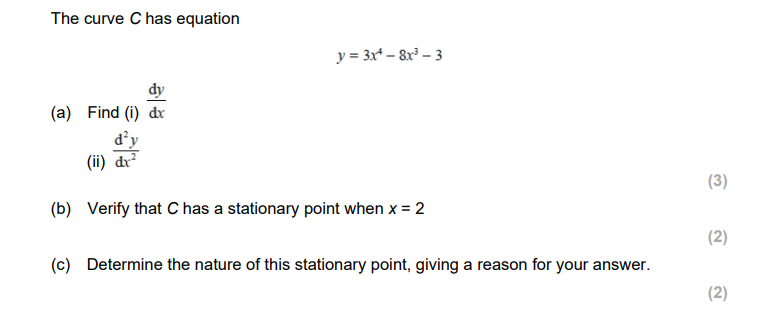 The curve C has equation
y = 3x⁴ – 8x³ – 3
(a) Find (i) dy/dx
(ii) d²y/dx²
(3)
(b) Verify that C has a stationary point when x = 2
(2)
(c) Determine the nature of this stationary point, giving a reason for your answer.
(2)